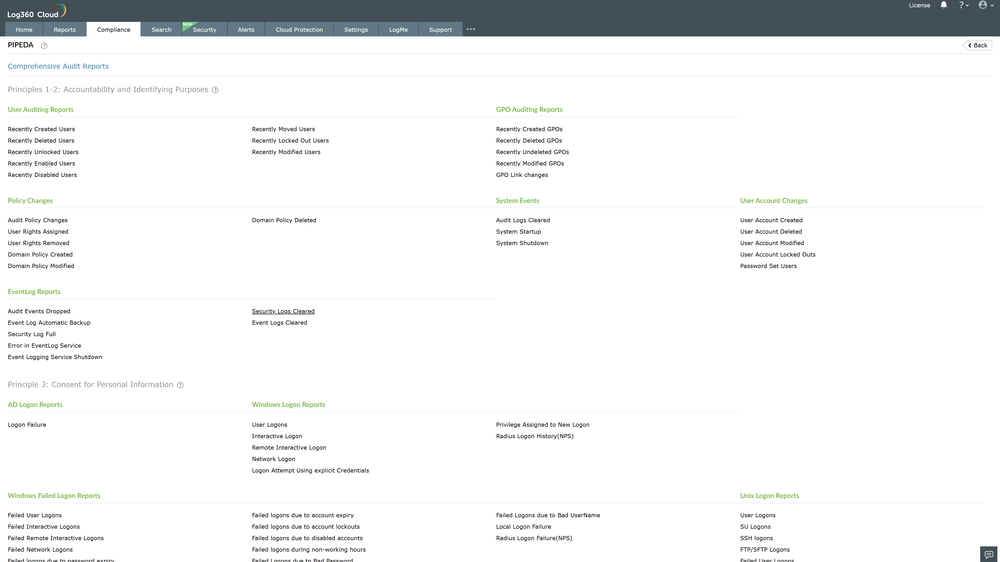 License
?
Log360 Cloud
Home
Reports
Compliance
Search
NEW
Security
Alerts
Cloud Protection
Settings
LogMe
Support
PIPEDA ?
Back
Comprehensive Audit Reports
Principles 1-2: Accountability and Identifying Purposes ?
User Auditing Reports
Recently Created Users
Recently Deleted Users
Recently Unlocked Users
Recently Enabled Users
Recently Disabled Users
Recently Moved Users
Recently Locked Out Users
Recently Modified Users
GPO Auditing Reports
Recently Created GPOs
Recently Deleted GPOs
Recently Undeleted GPOs
Recently Modified GPOs
GPO Link changes
Policy Changes
Audit Policy Changes
User Rights Assigned
User Rights Removed
Domain Policy Created
Domain Policy Modified
Domain Policy Deleted
System Events
Audit Logs Cleared
System Startup
System Shutdown
User Account Changes
User Account Created
User Account Deleted
User Account Modified
User Account Locked Outs
Password Set Users
EventLog Reports
Audit Events Dropped
Event Log Automatic Backup
Security Log Full
Error in EventLog Service
Event Logging Service Shutdown
Security Logs Cleared
Event Logs Cleared
Principle 3: Consent for Personal Information ?
AD Logon Reports
Logon Failure
Windows Logon Reports
User Logons
Interactive Logon
Remote Interactive Logon
Network Logon
Logon Attempt Using explicit Credentials
Privilege Assigned to New Logon
Radius Logon History(NPS)
Windows Failed Logon Reports
Failed User Logons
Failed Interactive Logons
Failed Remote Interactive Logons
Failed Network Logons
Failed logons due to password expiry
Failed logons due to account expiry
Failed logons due to account lockouts
Failed logons due to disabled accounts
Failed logons during non-working hours
Failed Logons due to Bad Password
Failed Logons due to Bad UserName
Local Logon Failure
Radius Logon Failure(NPS)
Unix Logon Reports
User Logons
SU Logons
SSH logons
FTP/SFTP Logons
Failed User Logons